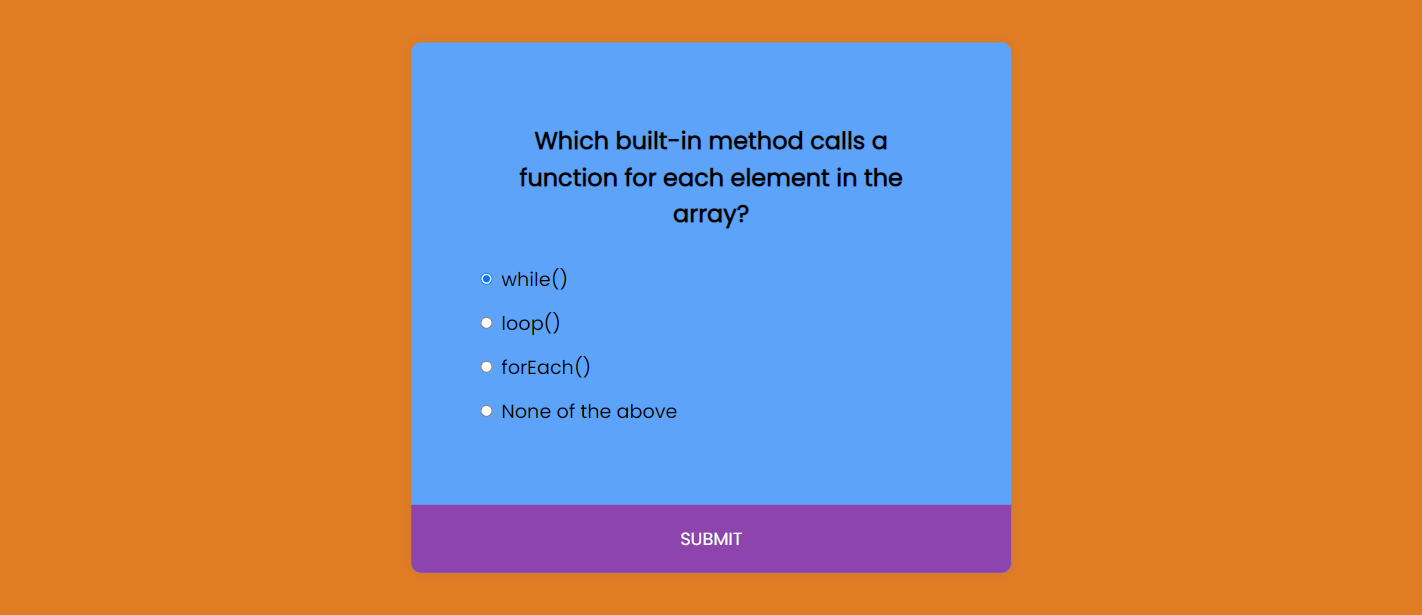 Which built-in method calls a
function for each element in the
array?
while()
loop()
forEach()
None of the above
SUBMIT